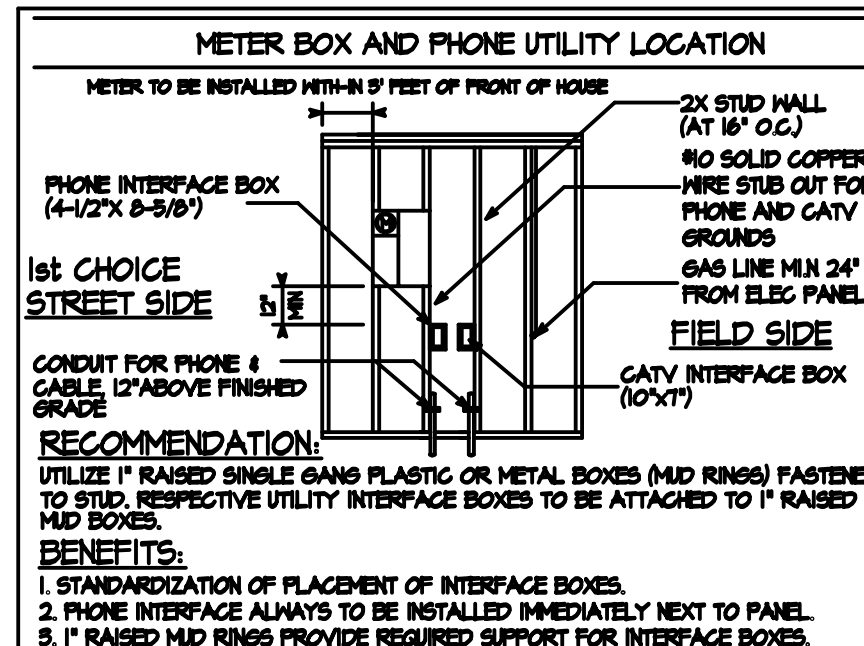 METER BOX AND PHONE UTILITY LOCATION
METER TO BE INSTALLED WITH-IN 3' FEET OF FRONT OF HOUSE
2X STUD WALL
(AT 16" O.C.)
#10 SOLID COPPER
WIRE STUB OUT FOR
PHONE AND CATV
GROUNDS
PHONE INTERFACE BOX
(4-1/2"X 8-5/8")
M
1st CHOICE
STREET SIDE
12"
MIN
GAS LINE MI.N 24"
FROM ELEC PANEL
FIELD SIDE
CONDUIT FOR PHONE &
CABLE, 12"ABOVE FINISHED
GRADE
CATV INTERFACE BOX
(10"x7")
RECOMMENDATION:
UTILIZE 1" RAISED SINGLE GANG PLASTIC OR METAL BOXES (MUD RINGS) FASTENE
TO STUD. RESPECTIVE UTILITY INTERFACE BOXES TO BE ATTACHED TO 1" RAISED
MUD BOXES.
BENEFITS:
1. STANDARDIZATION OF PLACEMENT OF INTERFACE BOXES.
2. PHONE INTERFACE ALWAYS TO BE INSTALLED IMMEDIATELY NEXT TO PANEL.
3. 1" RAISED MUD RINGS PROVIDE REQUIRED SUPPORT FOR INTERFACE BOXES.